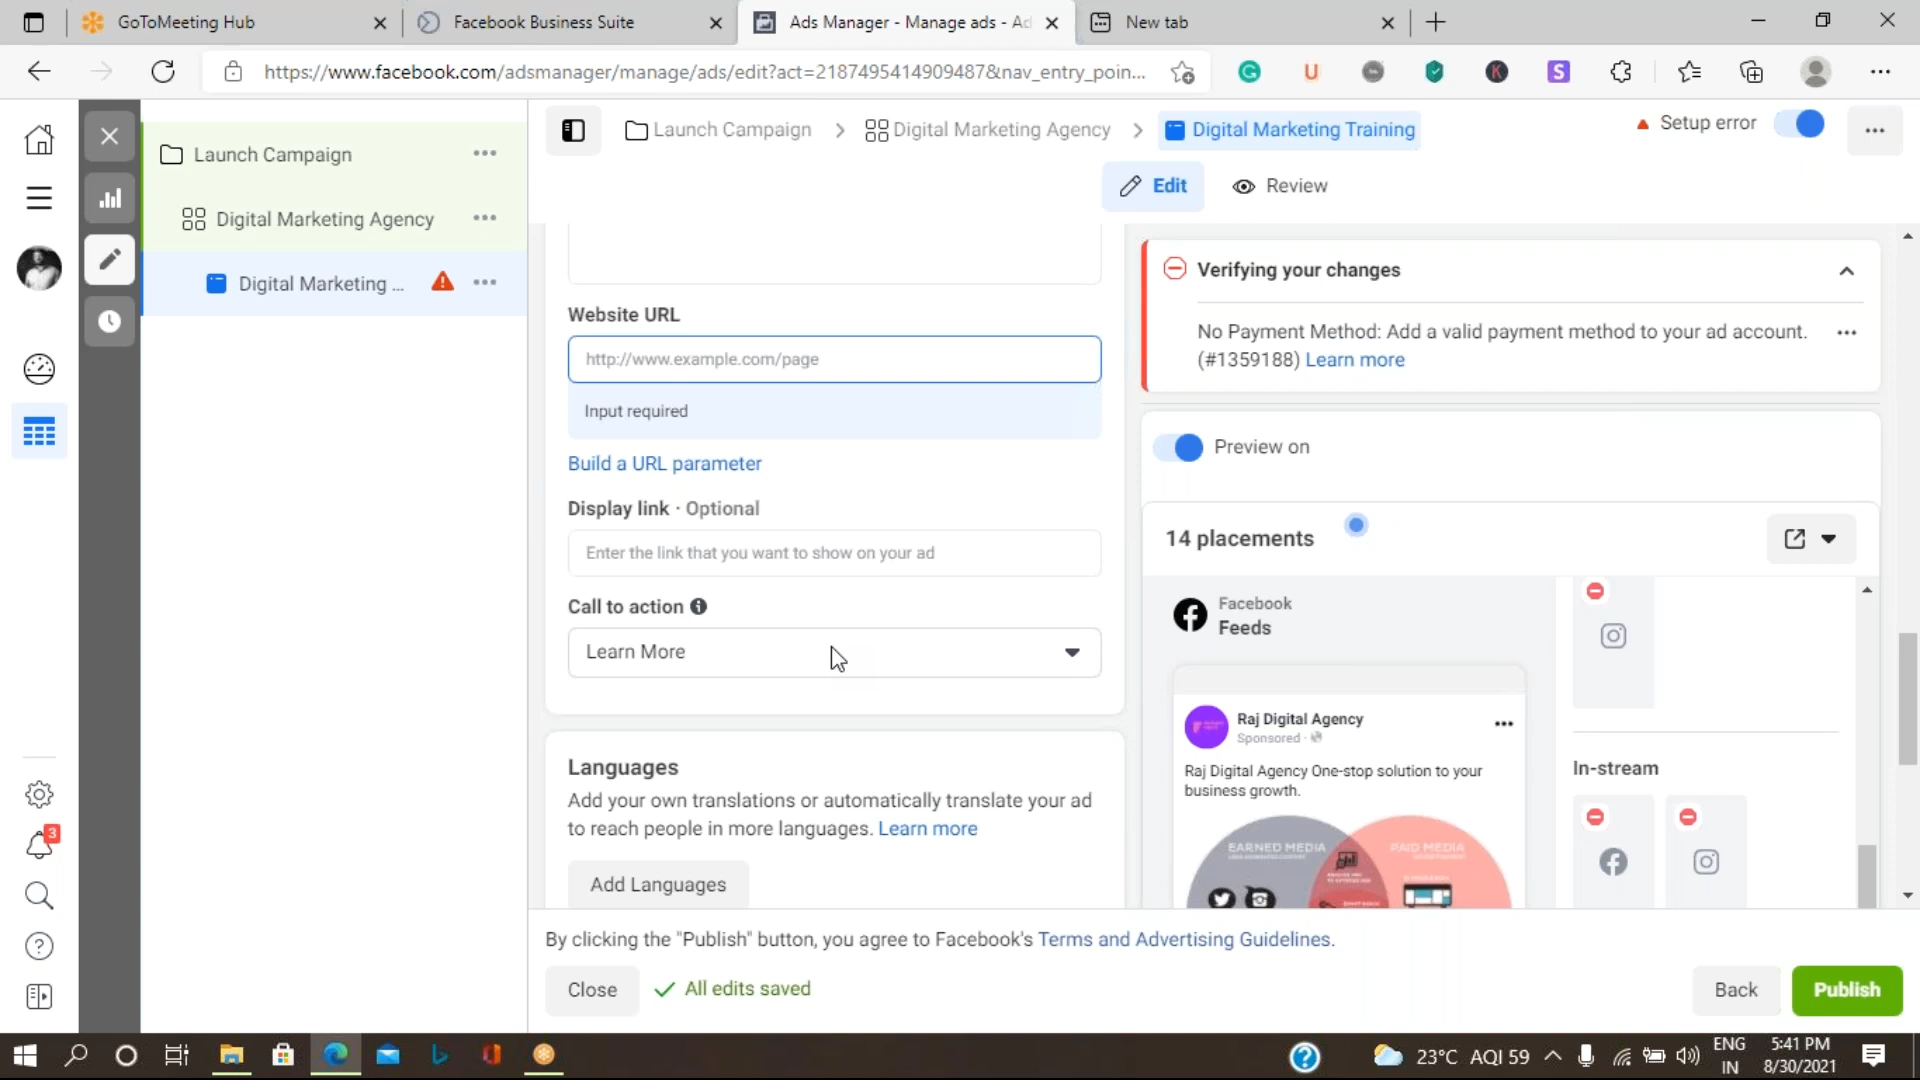 GoToMeeting Hub
Facebook Business Suite
Ads Manager - Manage ads - Ad
New tab
https://www.facebook.com/adsmanager/manage/ads/edit?act=2187495414909487&nav_entry_poin...
Launch Campaign
Digital Marketing Agency
Digital Marketing ...
Launch Campaign
Digital Marketing Agency
Digital Marketing Training
Setup error
Edit
Review
Website URL
http://www.example.com/page
Input required
Build a URL parameter
Display link · Optional
Enter the link that you want to show on your ad
Call to action
Learn More
Languages
Add your own translations or automatically translate your ad
to reach people in more languages. Learn more
Add Languages
Verifying your changes
No Payment Method: Add a valid payment method to your ad account.
(#1359188) Learn more
Preview on
14 placements
Facebook
Feeds
Raj Digital Agency
Sponsored ·
Raj Digital Agency One-stop solution to your
business growth.
EARNED MEDIA
PAID MEDIA
In-stream
By clicking the "Publish" button, you agree to Facebook's Terms and Advertising Guidelines.
Close
All edits saved
Back
Publish
3
23°C AQI 59
ENG
IN
5:41 PM
8/30/2021